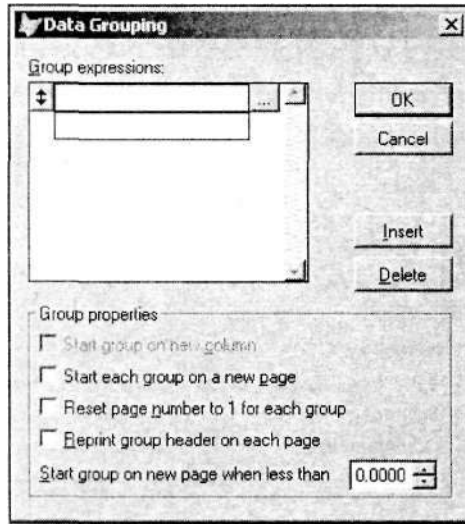 Data Grouping
Group expressions:
...
OK
Cancel
Insert
Delete
Group properties
Start group on new column
Start each group on a new page
Reset page number to 1 for each group
Reprint group header on each page
Start group on new page when less than 0.0000